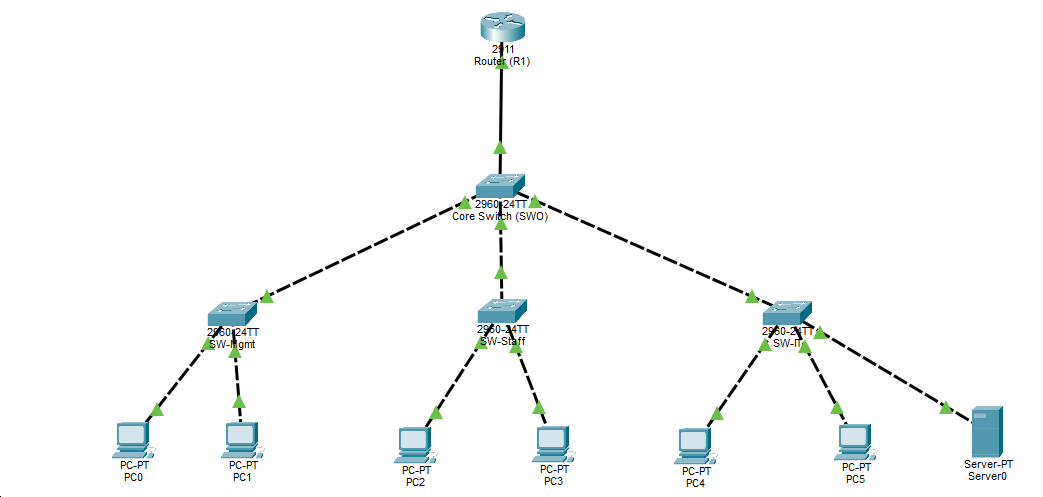 2911
Router (R1)
2960-24TT
Core Switch (SWO)
2960-24TT
SW-Mgmt
2960-24TT
SW-Staff
2960-24TT
SW-IT
PC-PT
PC0
PC-PT
PC1
PC-PT
PC2
PC-PT
PC3
PC-PT
PC4
PC-PT
PC5
Server-PT
Server0